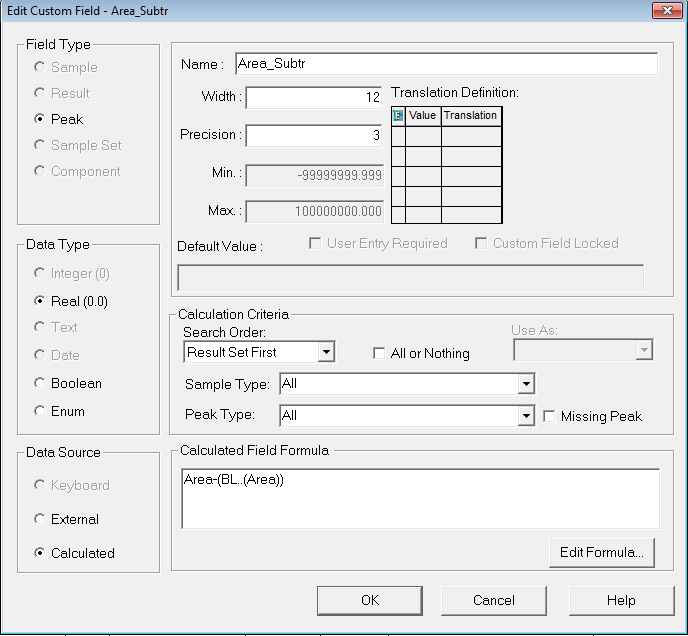 Edit Custom Field - Area_Subtr
Field Type
Sample
Result
Peak
Sample Set
Component
Name : Area_Subtr
Width : 12
Precision : 3
Min. : -99999999.999
Max. : 100000000.000
Translation Definition:
Value Translation
Default Value : User Entry Required Custom Field Locked
Data Type
Integer (0)
Real (0.0)
Text
Date
Boolean
Enum
Calculation Criteria
Search Order:
Result Set First
All or Nothing
Use As:
Sample Type: All
Peak Type: All
Missing Peak
Data Source
Keyboard
External
Calculated
Calculated Field Formula
Area-(BL..(Area))
Edit Formula...
OK Cancel Help